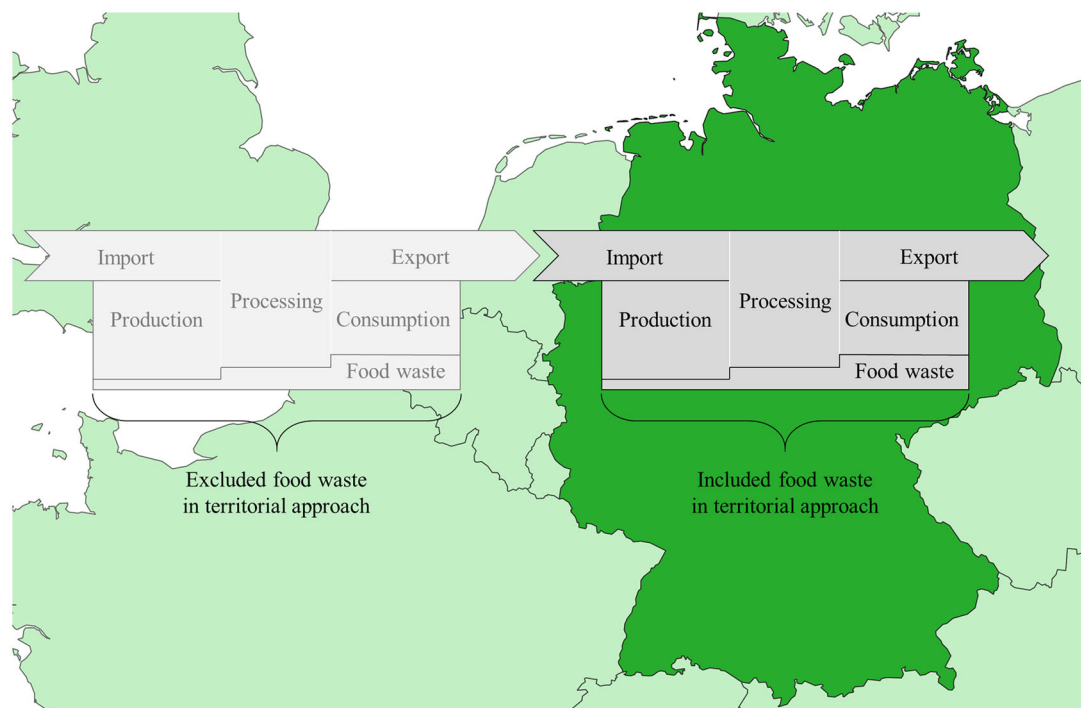 Import
Export
Processing
Production
Consumption
Food waste
Excluded food waste
in territorial approach
Import
Export
Processing
Production
Consumption
Food waste
Included food waste
in territorial approach